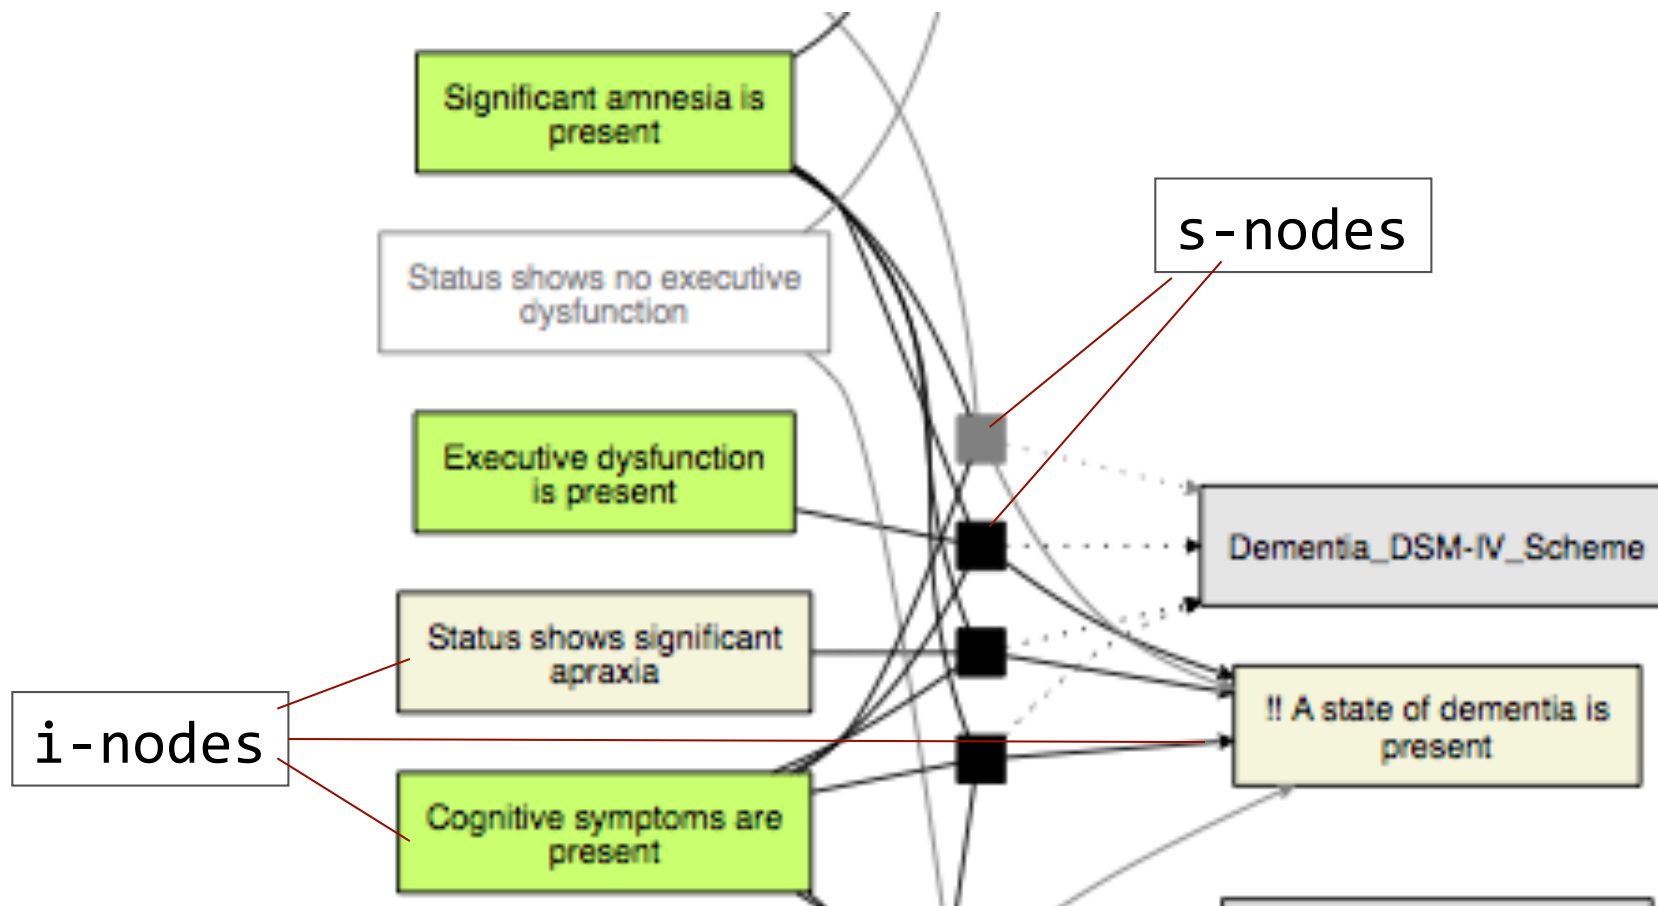 Significant amnesia is
present
s-nodes
Status shows no executive
dysfunction
Executive dysfunction
is present
Dementia_DSM-IV_Scheme
Status shows significant
apraxia
!! A state of dementia is
present
i-nodes
Cognitive symptoms are
present